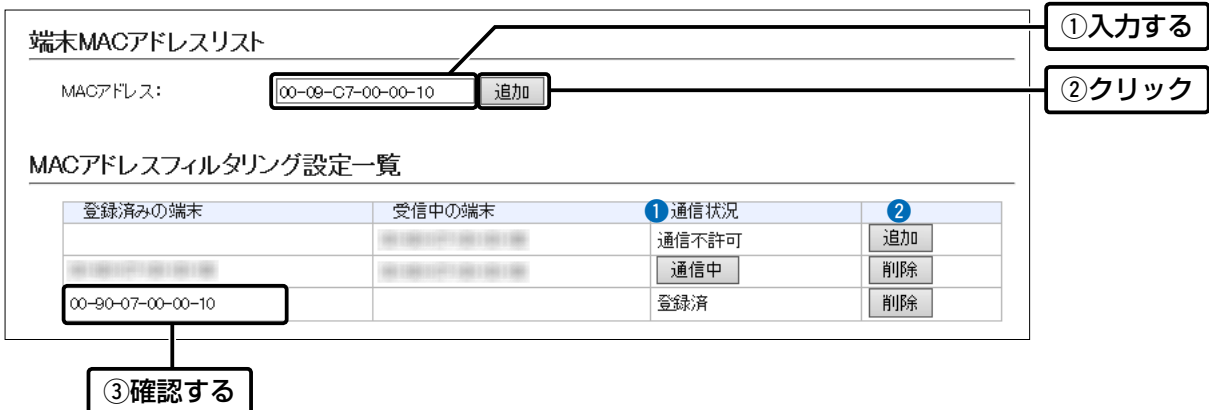 端末MACアドレスリスト
①入力する
MACアドレス:
00-09-C7-00-00-10
追加
②クリック
MACアドレスフィルタリング設定一覧
登録済みの端末 受信中の端末 ❶通信状況 ❷
通信不許可 追加
通信中 削除
00-90-07-00-00-10 登録済 削除
③確認する